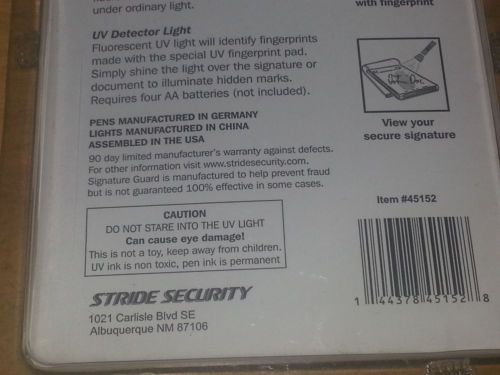 under ordinary light.
with fingerprint
UV Detector Light
Fluorescent UV light will identify fingerprints
made with the special UV fingerprint pad.
Simply shine the light over the signature or
document to illuminate hidden marks.
Requires four AA batteries (not included).
PENS MANUFACTURED IN GERMANY
LIGHTS MANUFACTURED IN CHINA
ASSEMBLED IN THE USA
View your
secure signature
90 day limited manufacturer's warranty against defects.
For other information visit www.stridesecurity.com.
Signature Guard is manufactured to help prevent fraud
but is not guaranteed 100% effective in some cases.
Item #45152
CAUTION
DO NOT STARE INTO THE UV LIGHT
Can cause eye damage!
This is not a toy, keep away from children.
UV ink is non toxic, pen ink is permanent
STRIDE SECURITY
1021 Carlisle Blvd SE
Albuquerque NM 87106
1 44378 45152 8